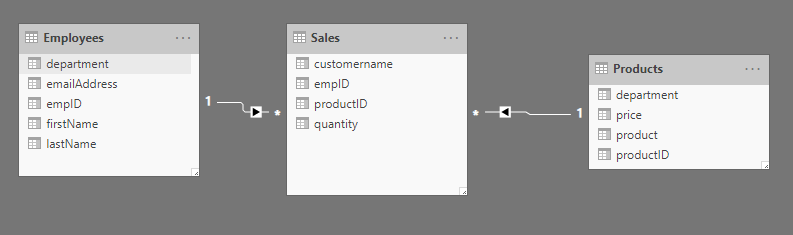 Employees ...
department
emailAddress
empID
firstName
lastName
1
*
Sales ...
customername
empID
productID
quantity
*
1
Products ...
department
price
product
productID